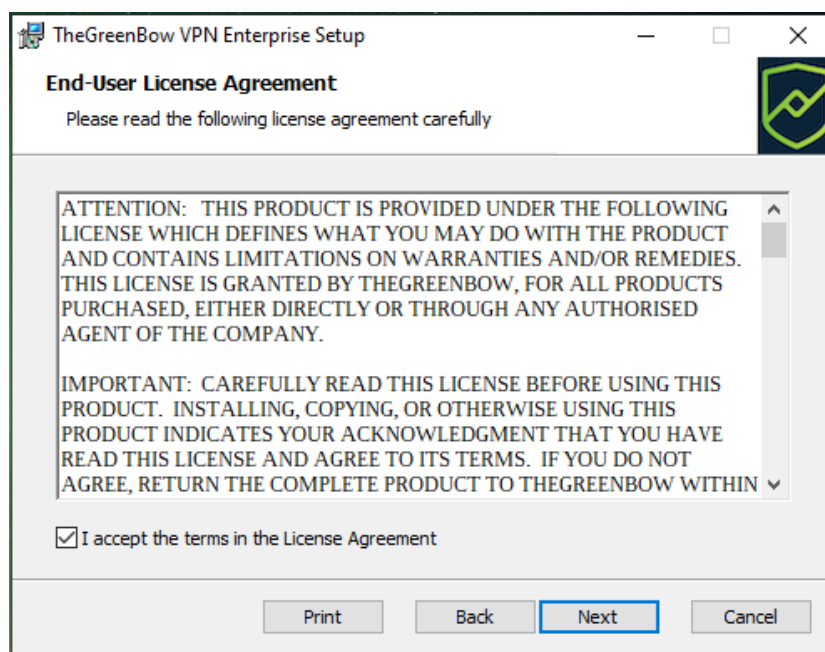 TheGreenBow VPN Enterprise Setup
End-User License Agreement
Please read the following license agreement carefully
ATTENTION:   THIS PRODUCT IS PROVIDED UNDER THE FOLLOWING
LICENSE WHICH DEFINES WHAT YOU MAY DO WITH THE PRODUCT
AND CONTAINS LIMITATIONS ON WARRANTIES AND/OR REMEDIES.
THIS LICENSE IS GRANTED BY THEGREENBOW, FOR ALL PRODUCTS
PURCHASED, EITHER DIRECTLY OR THROUGH ANY AUTHORISED
AGENT OF THE COMPANY.
IMPORTANT:  CAREFULLY READ THIS LICENSE BEFORE USING THIS
PRODUCT.  INSTALLING, COPYING, OR OTHERWISE USING THIS
PRODUCT INDICATES YOUR ACKNOWLEDGMENT THAT YOU HAVE
READ THIS LICENSE AND AGREE TO ITS TERMS.  IF YOU DO NOT
AGREE, RETURN THE COMPLETE PRODUCT TO THEGREENBOW WITHIN
I accept the terms in the License Agreement
Print
Back
Next
Cancel